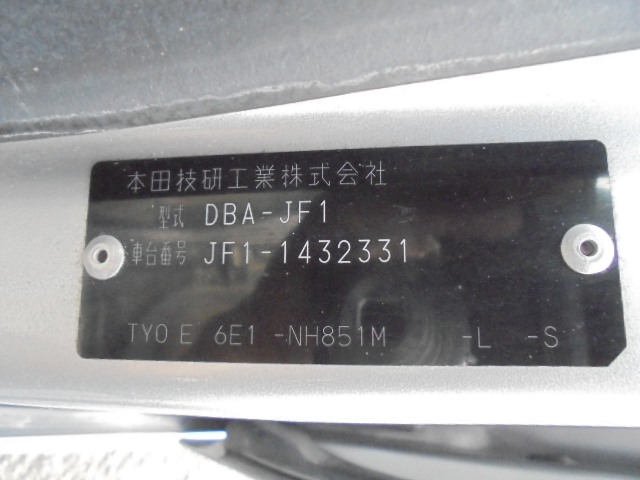 本田技研工業株式会社
型式 DBA-JF1
車台番号 JF1-1432331
TYO E 6E1 -NH851M -L -S